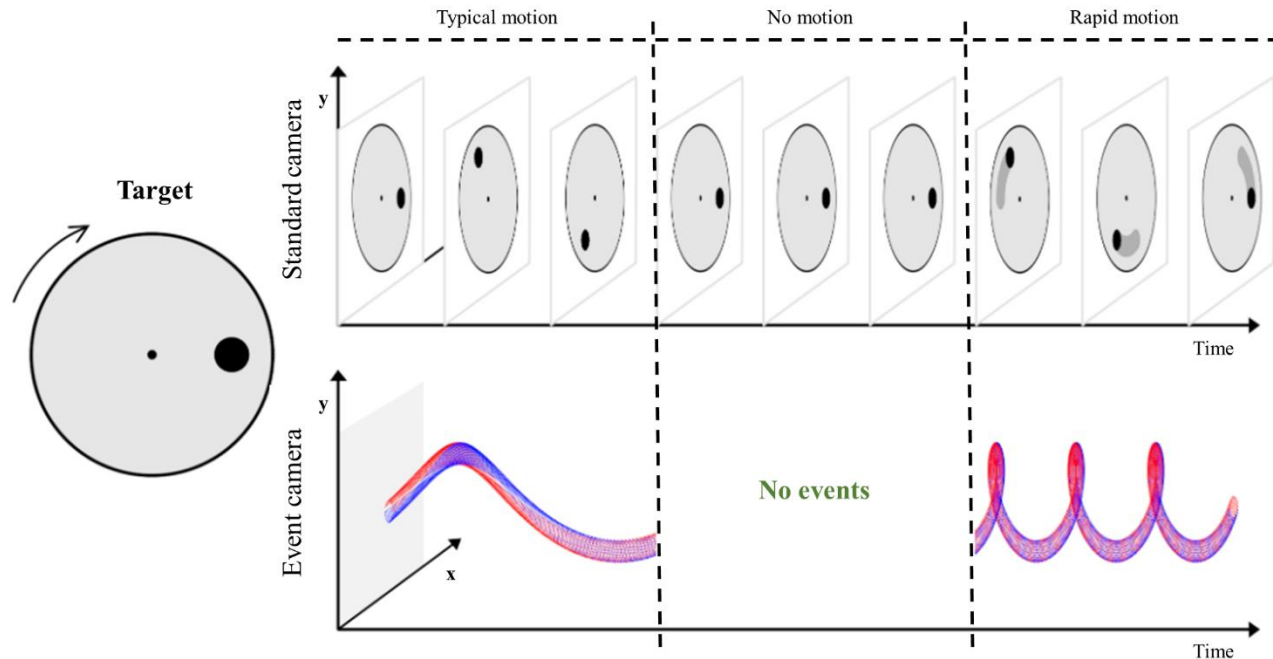 Typical motion
No motion
Rapid motion
Target
Standard camera
y
Time
Event camera
y
x
No events
Time